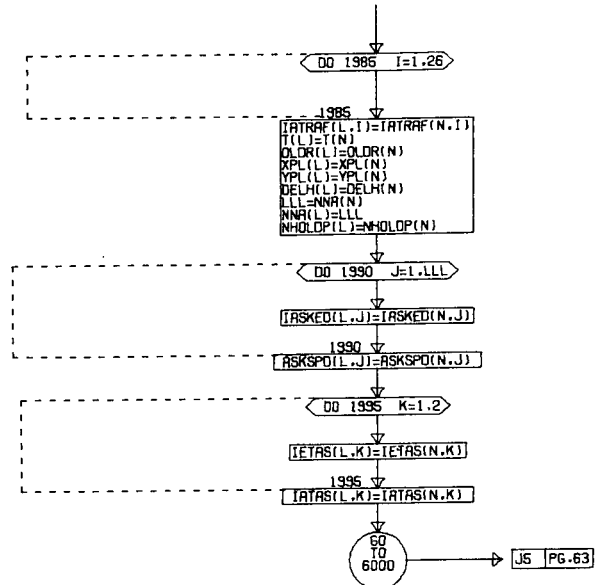 DO 1985 I=1,26
1985
IATRAF(L,I)=IATRAF(N,I)
T(L)=T(N)
OLDR(L)=OLDR(N)
XPL(L)=XPL(N)
YPL(L)=YPL(N)
DELH(L)=DELH(N)
LLL=NNA(N)
NNA(L)=LLL
NHOLDP(L)=NHOLDP(N)
DO 1990 J=1,LLL
IASKED(L,J)=IASKED(N,J)
1990
ASKSPD(L,J)=ASKSPD(N,J)
DO 1995 K=1,2
IETAS(L,K)=IETAS(N,K)
1995
IATAS(L,K)=IATAS(N,K)
GO
TO
6000
J5 PG.63